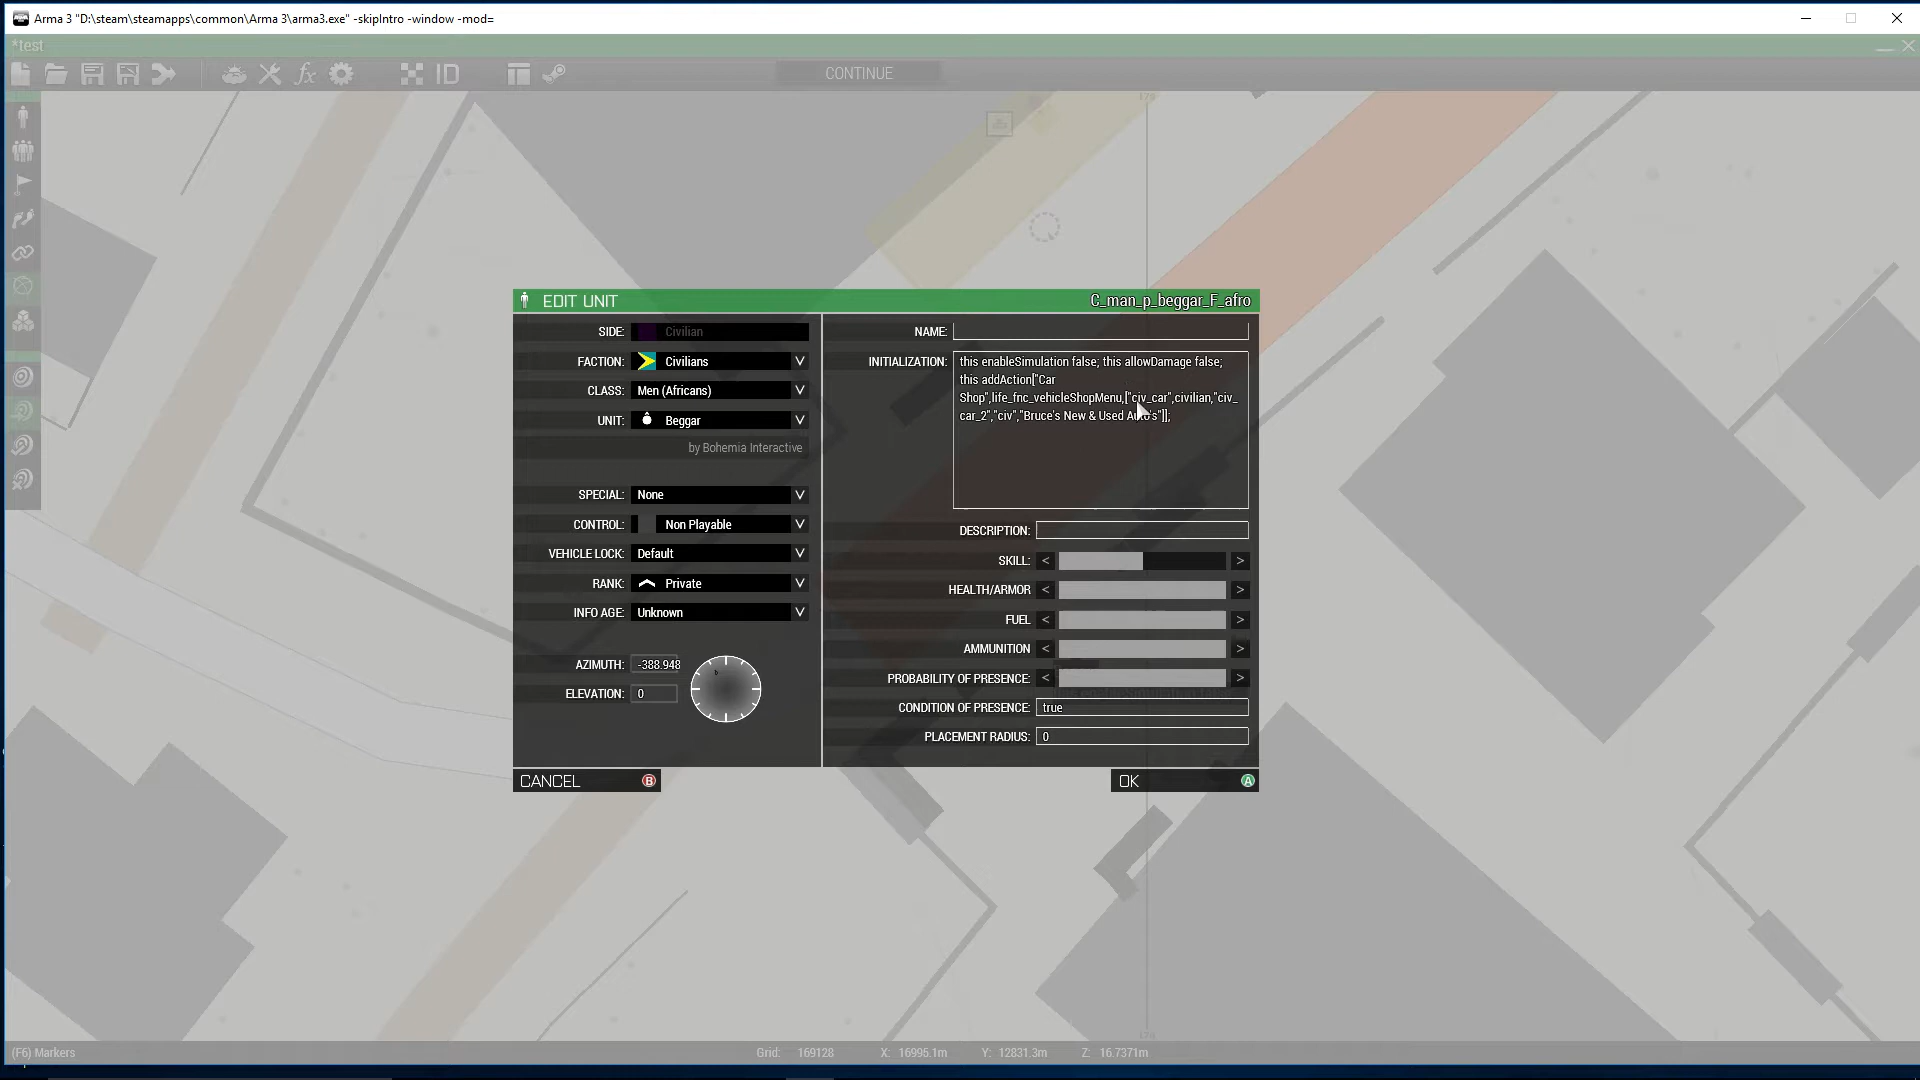 Arma 3 "D:\steam\steamapps\common\Arma 3\arma3.exe" -skipIntro -window -mod=
*test
fx
ID
CONTINUE
EDIT UNIT
C_man_p_beggar_F_afro
SIDE: Civilian
FACTION: Civilians
CLASS: Men (Africans)
UNIT: Beggar
by Bohemia Interactive
SPECIAL: None
CONTROL: Non Playable
VEHICLE LOCK: Default
RANK: Private
INFO AGE: Unknown
AZIMUTH: -388.948
ELEVATION: 0
NAME:
INITIALIZATION: this enableSimulation false; this allowDamage false;
this addAction["Car
Shop",life_fnc_vehicleShopMenu,["civ_car",civilian,"civ_
car_2","civ","Bruce's New & Used Auto's"]];
DESCRIPTION:
SKILL: < >
HEALTH/ARMOR < >
FUEL < >
AMMUNITION < >
PROBABILITY OF PRESENCE: < >
CONDITION OF PRESENCE: true
PLACEMENT RADIUS: 0
CANCEL B
OK A
(F6) Markers
Grid: 169128 X: 16995.1m Y: 12831.3m Z: 16.7371m